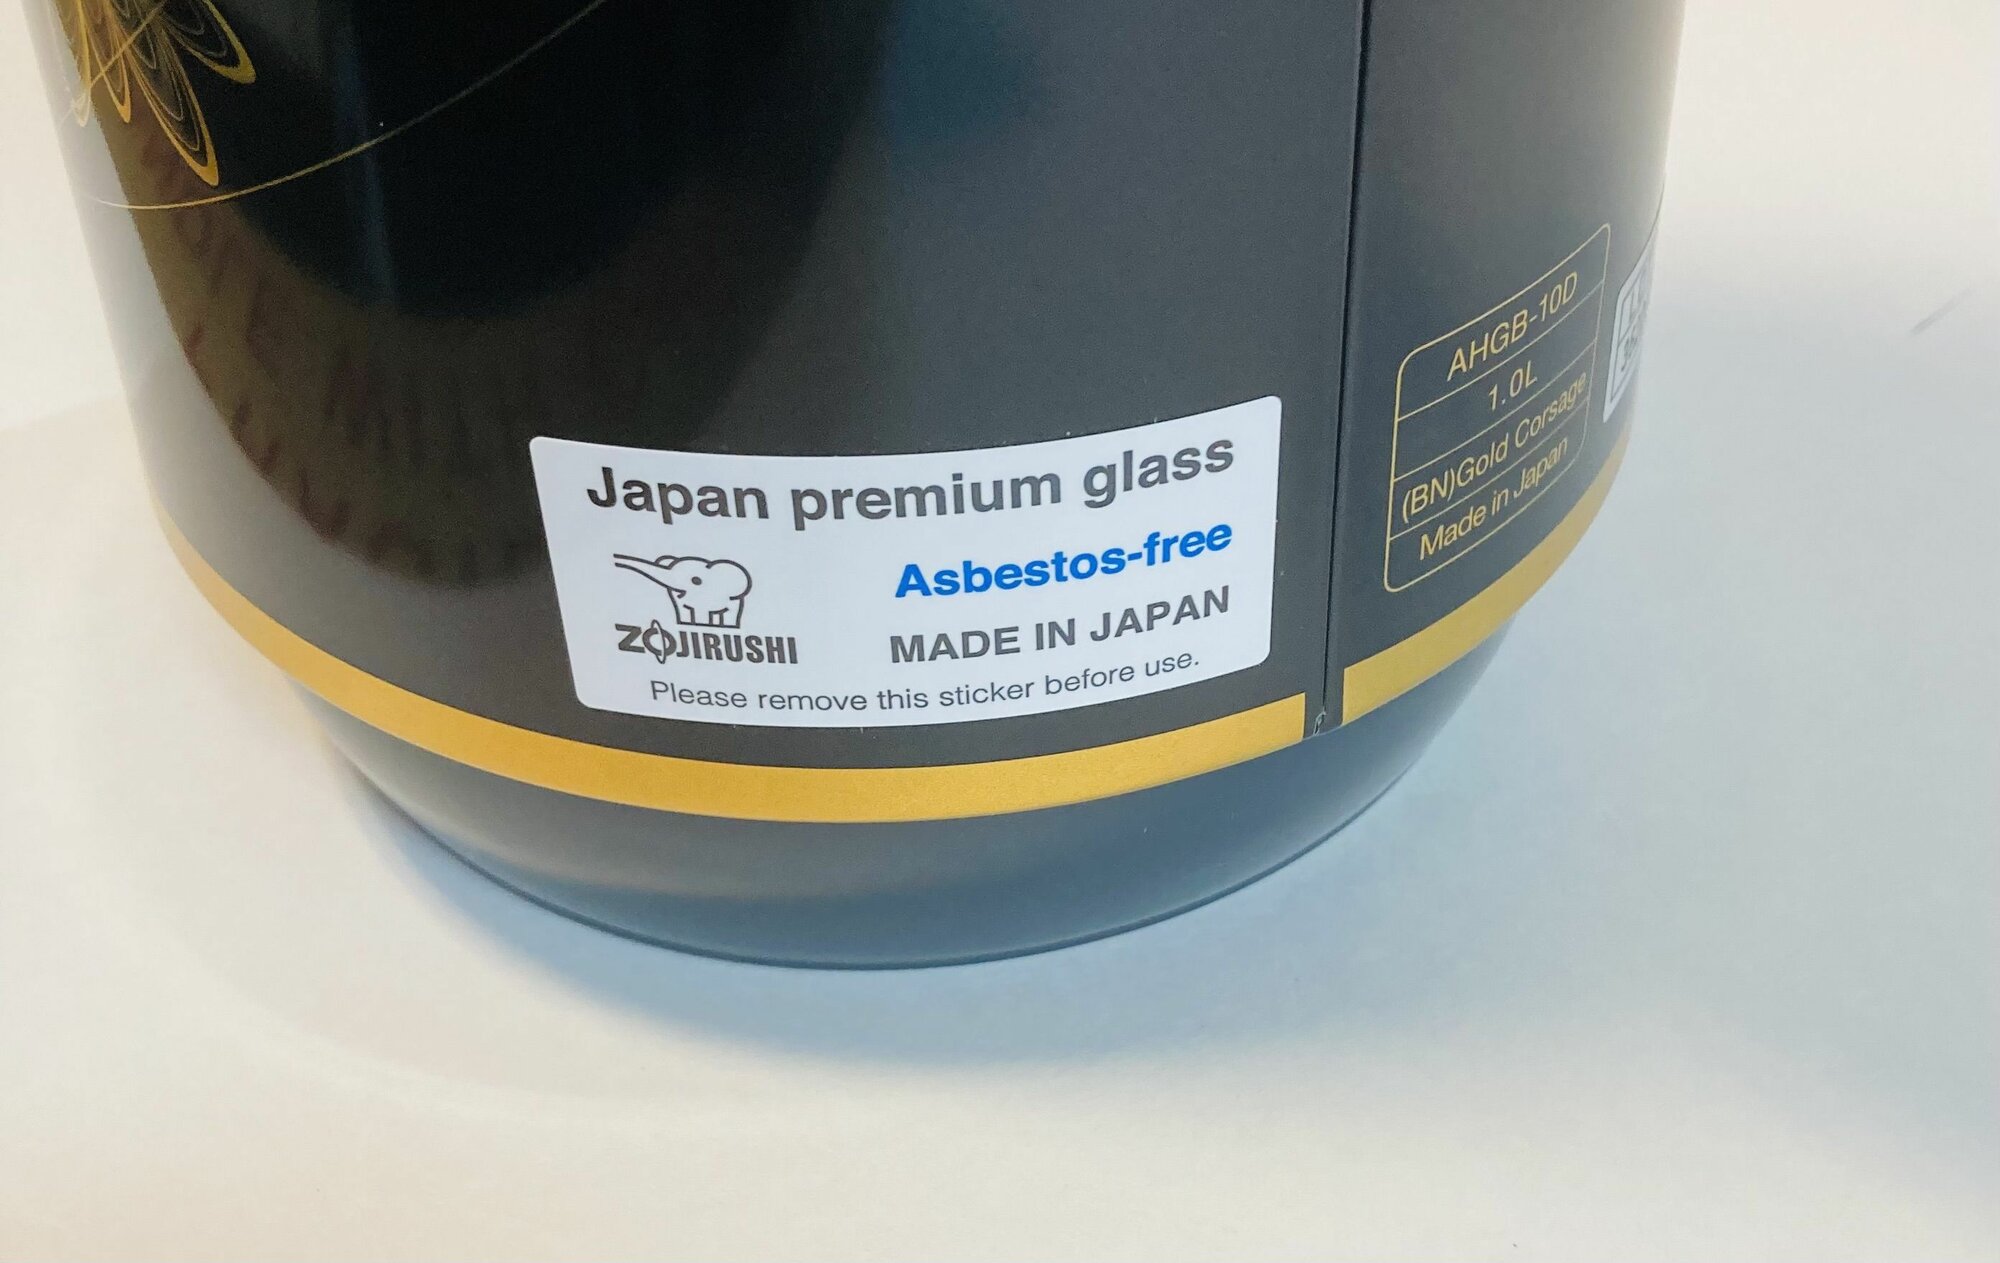 Japan premium glass
Asbestos-free
ZOJIRUSHI
MADE IN JAPAN
Please remove this sticker before use.
AHGB-10D
1.0L
(BN)Gold Corsage
Made in Japan